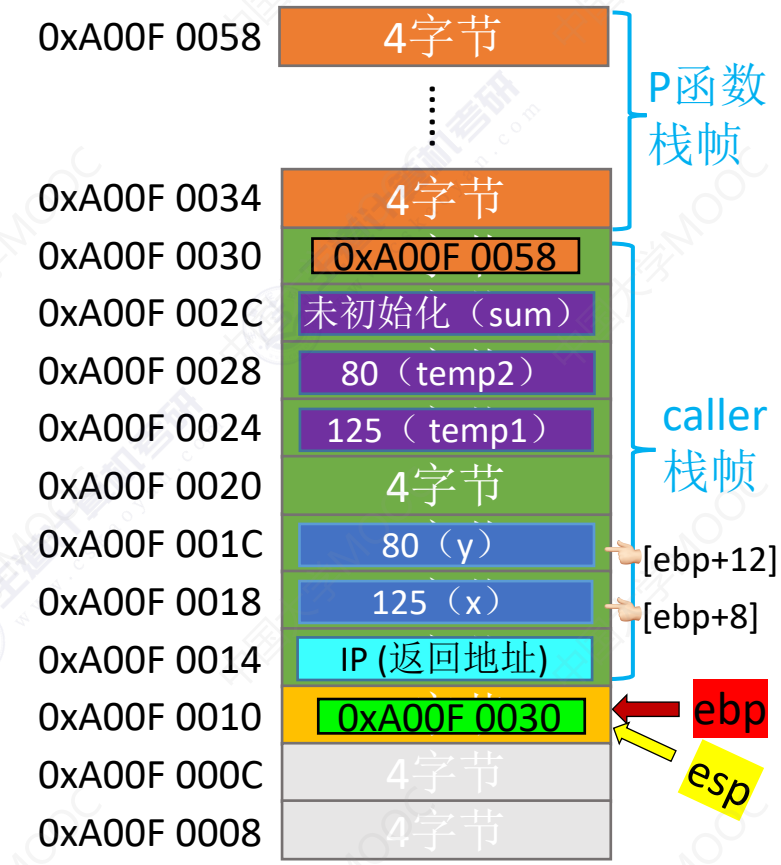 0xA00F 0058 4字节
P函数
栈帧
0xA00F 0034 4字节
0xA00F 0030 0xA00F 0058
0xA00F 002C 未初始化（sum）
0xA00F 0028 80（temp2）
0xA00F 0024 125（ temp1）
caller
栈帧
0xA00F 0020 4字节
0xA00F 001C 80（y） [ebp+12]
0xA00F 0018 125（x） [ebp+8]
0xA00F 0014 IP (返回地址)
0xA00F 0010 0xA00F 0030 ebp
esp
0xA00F 000C 4字节
0xA00F 0008 4字节